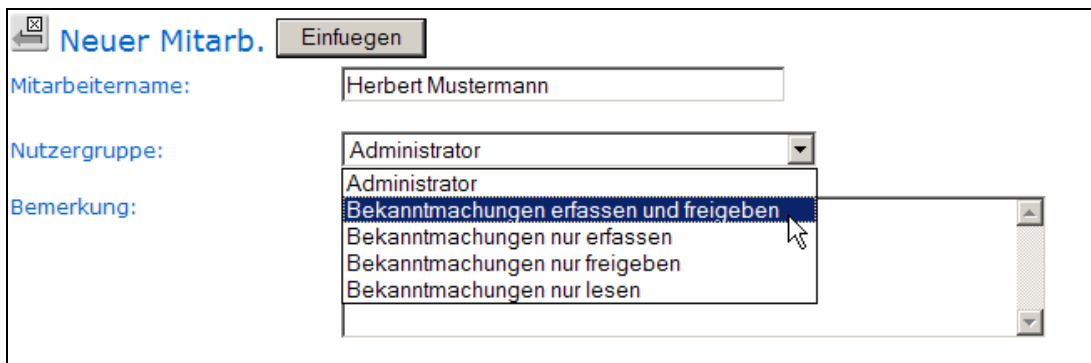 Neuer Mitarb. Einfuegen
Mitarbeitername: Herbert Mustermann
Nutzergruppe: Administrator
Administrator
Bemerkung: Bekanntmachungen erfassen und freigeben
Bekanntmachungen nur erfassen
Bekanntmachungen nur freigeben
Bekanntmachungen nur lesen